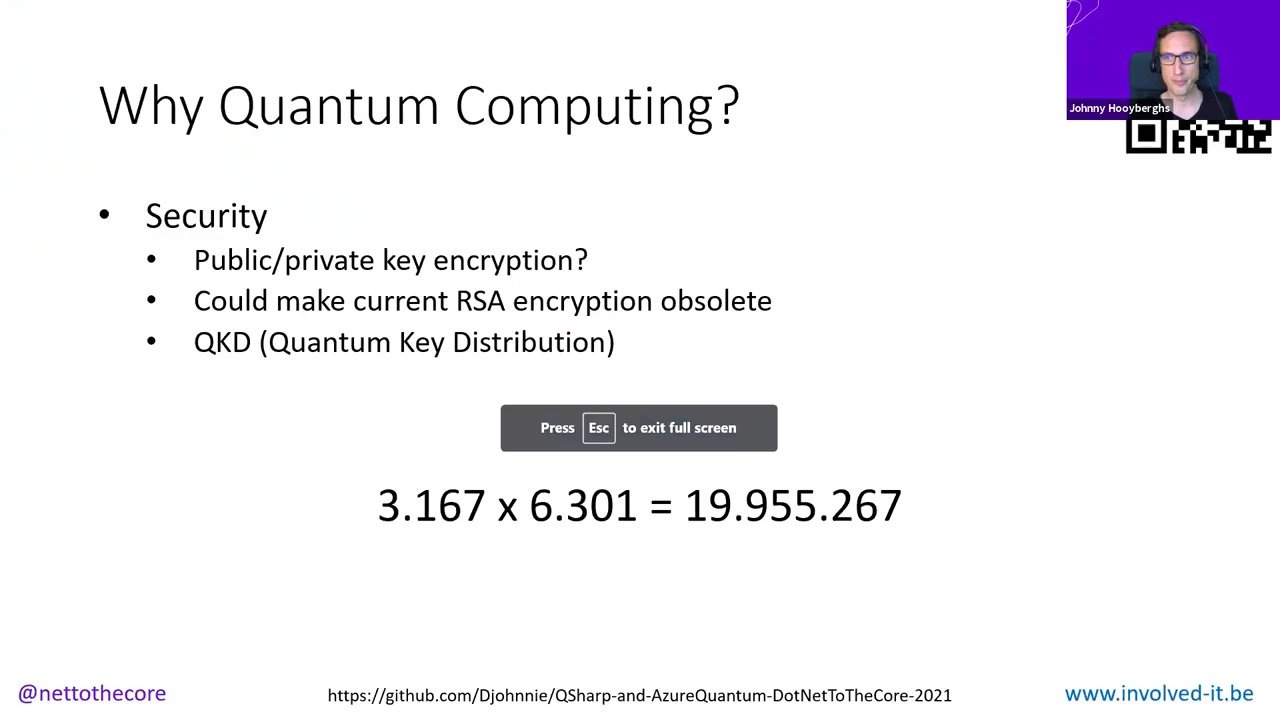 Johnny Hooyberghs
Why Quantum Computing?
• Security
• Public/private key encryption?
• Could make current RSA encryption obsolete
• QKD (Quantum Key Distribution)
Press Esc to exit full screen
3.167 x 6.301 = 19.955.267
@nettothecore
https://github.com/Djohnnie/QSharp-and-AzureQuantum-DotNetToTheCore-2021
www.involved-it.be